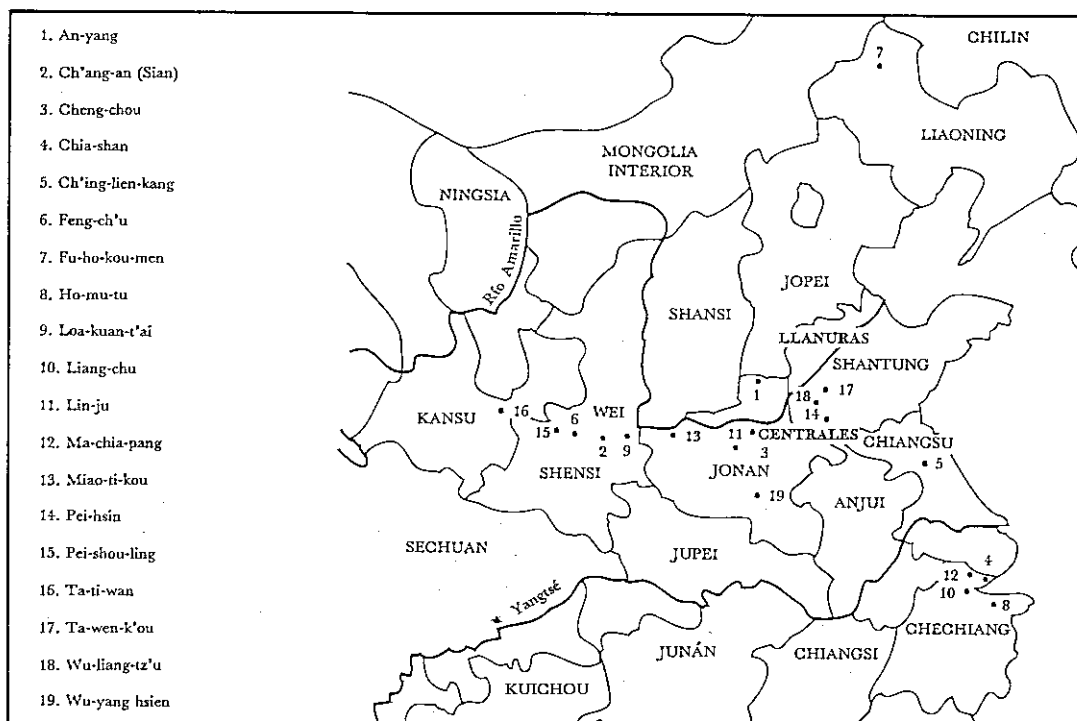 1. An-yang
2. Ch'ang-an (Sian)
3. Cheng-chou
4. Chia-shan
5. Ch'ing-lien-kang
6. Feng-ch'u
7. Fu-ho-kou-men
8. Ho-mu-tu
9. Loa-kuan-t'ai
10. Liang-chu
11. Lin-ju
12. Ma-chia-pang
13. Miao-ti-kou
14. Pei-hsin
15. Pei-shou-ling
16. Ta-ti-wan
17. Ta-wen-k'ou
18. Wu-liang-tz'u
19. Wu-yang hsien
CHILIN
7
LIAONING
MONGOLIA
INTERIOR
NINGSIA
Río Amarillo
JOPEI
SHANSI
LLANURAS
SHANTUNG
1
18
17
14
KANSU
16
WEI
6
15
2
9
13
11
CENTRALES
3
CHIANGSU
5
SHENSI
JONAN
19
ANJUI
SECHUAN
JUPEI
Yangtsé
12
4
10
8
CHECHIANG
JUNÁN
CHIANGSI
KUICHOU